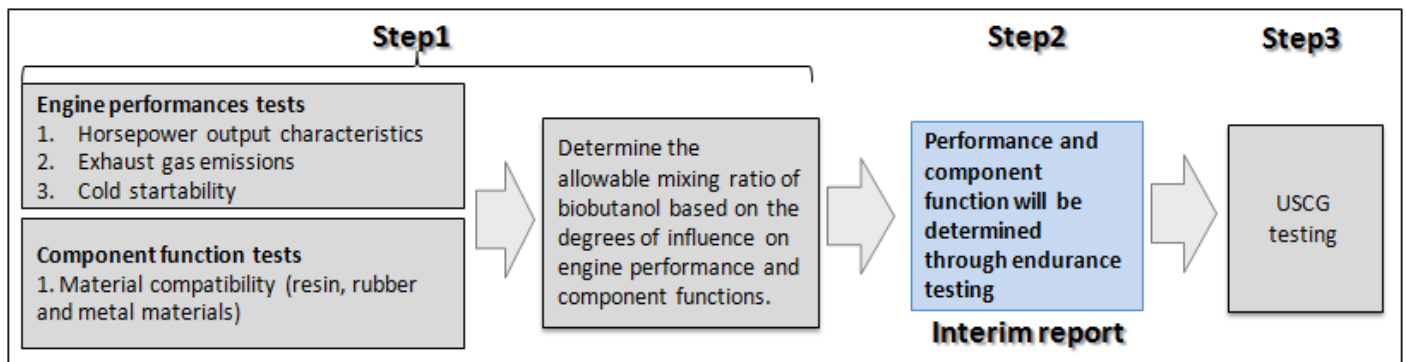 Step1
Engine performances tests
1. Horsepower output characteristics
2. Exhaust gas emissions
3. Cold startability
Component function tests
1. Material compatibility (resin, rubber
and metal materials)
Determine the
allowable mixing ratio of
biobutanol based on the
degrees of influence on
engine performance and
component functions.
Step2
Performance and
component
function will be
determined
through endurance
testing
Interim report
Step3
USCG
testing